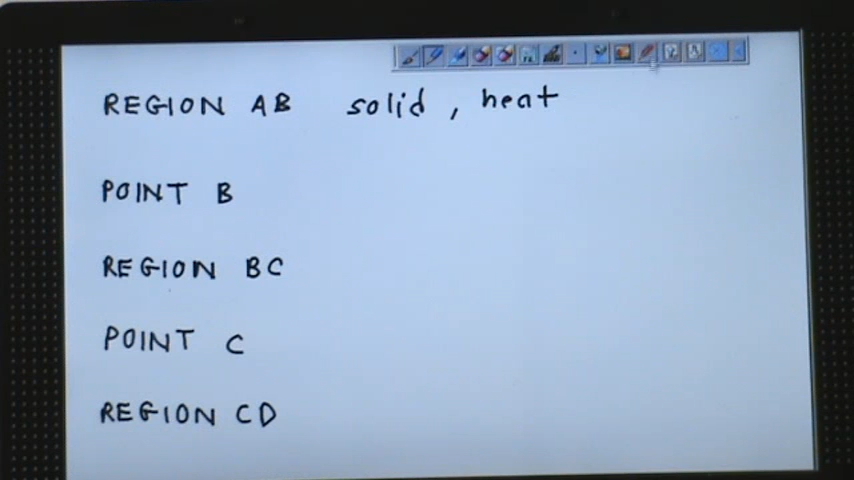 REGION AB solid , heat
POINT B
REGION BC
POINT C
REGION CD